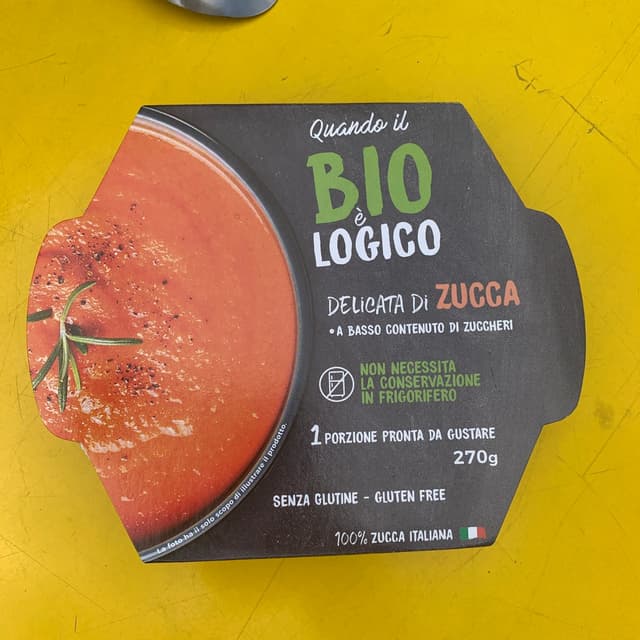 Quando il
BIO
è
LOGICO
DELICATA Di ZUCCA
• A BASSO CONTENUTO DI ZUCCHERI
NON NECESSITA
LA CONSERVAZIONE
IN FRIGORIFERO
1 PORZIONE PRONTA DA GUSTARE
270g
SENZA GLUTINE - GLUTEN FREE
100% ZUCCA ITALIANA
La foto ha il solo scopo di illustrare il prodotto.